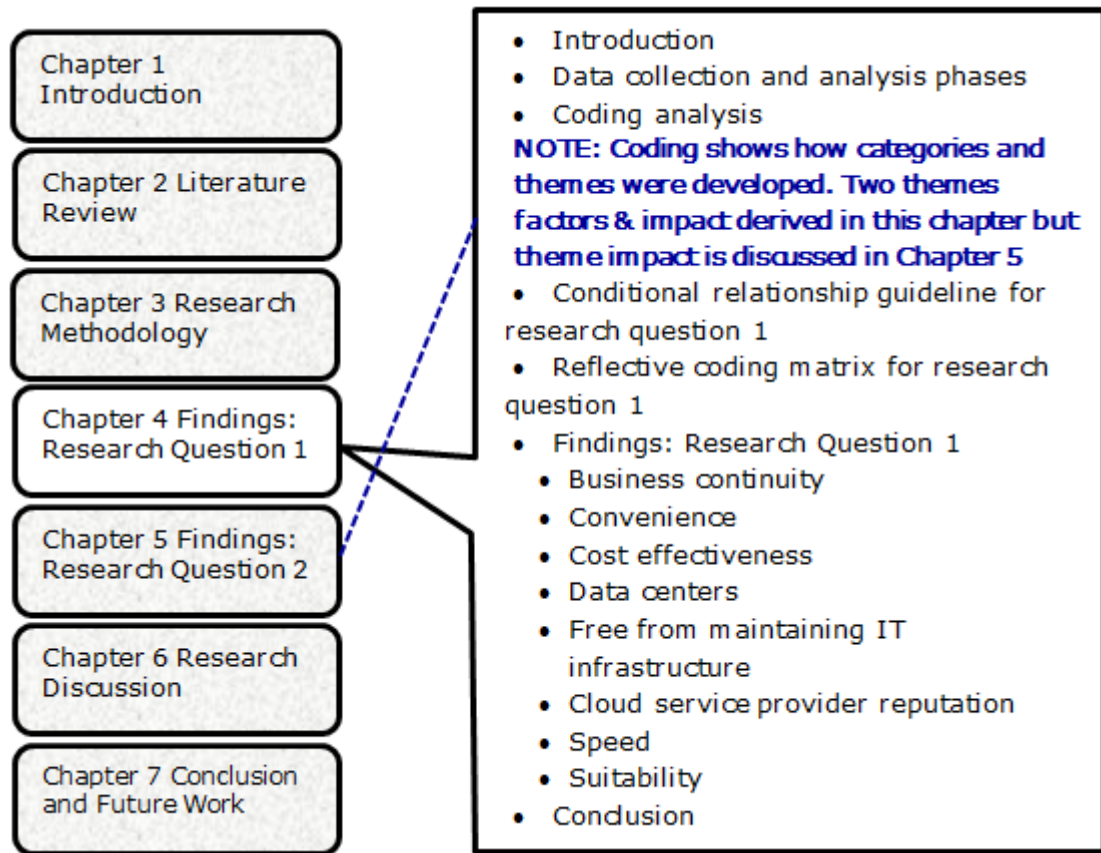 Chapter 1
Introduction
Chapter 2 Literature
Review
Chapter 3 Research
Methodology
Chapter 4 Findings:
Research Question 1
Chapter 5 Findings:
Research Question 2
Chapter 6 Research
Discussion
Chapter 7 Conclusion
and Future Work
• Introduction
• Data collection and analysis phases
• Coding analysis
NOTE: Coding shows how categories and
themes were developed. Two themes
factors & impact derived in this chapter but
theme impact is discussed in Chapter 5
• Conditional relationship guideline for
research question 1
• Reflective coding matrix for research
question 1
• Findings: Research Question 1
• Business continuity
• Convenience
• Cost effectiveness
• Data centers
• Free from maintaining IT
infrastructure
• Cloud service provider reputation
• Speed
• Suitability
• Conclusion